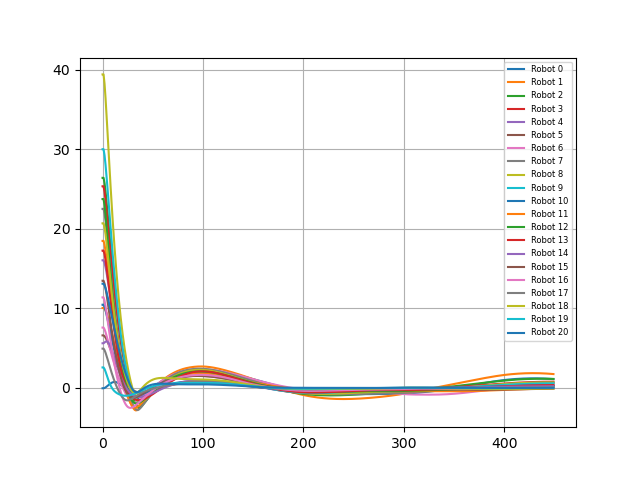 40
30
20
10
0
0
100
200
300
400
Robot 0
Robot 1
Robot 2
Robot 3
Robot 4
Robot 5
Robot 6
Robot 7
Robot 8
Robot 9
Robot 10
Robot 11
Robot 12
Robot 13
Robot 14
Robot 15
Robot 16
Robot 17
Robot 18
Robot 19
Robot 20